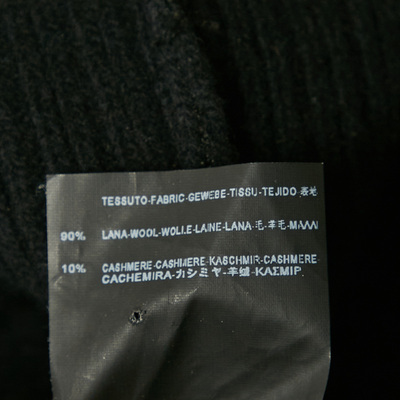 TESSUTO-FABRIC-GEWEBE-TISSU-TEJIDO-表地
90% LANA-WOOL-WOLLE-LAINE-LANA-毛-羊毛-ΜΑΛΛΙ
10% CASHMERE-CASHMERE-KASCHMIR-CASHMERE
CACHEMIRA-カシミヤ-羊绒-ΚΑΣΜΙΡ